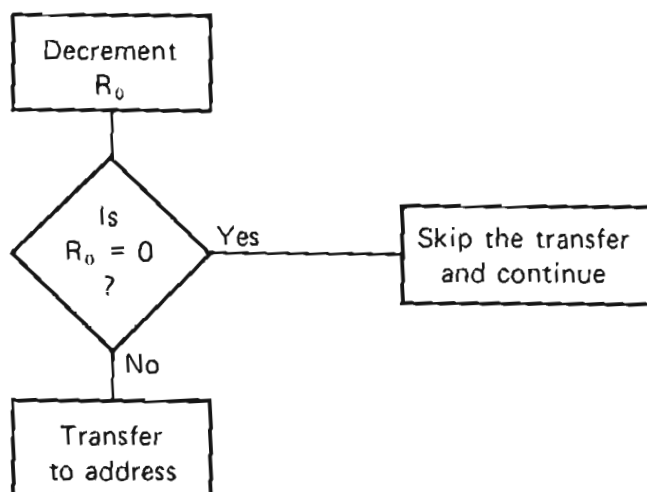 Decrement
R₀
Is
R₀ = 0
?
Yes
Skip the transfer
and continue
No
Transfer
to address